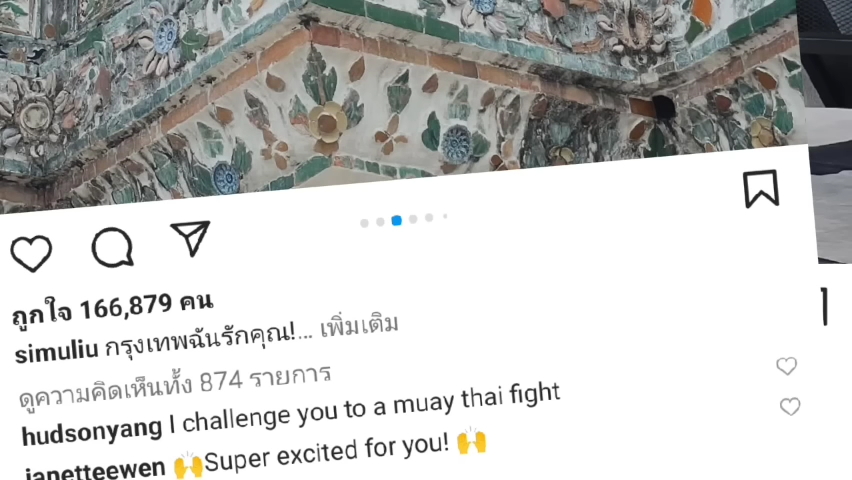 ถูกใจ 166,879 คน
simuliu กรุงเทพฉันรักคุณ!... เพิ่มเติม
ดูความคิดเห็นทั้ง 874 รายการ
hudsonyang I challenge you to a muay thai fight
janetteewen 🙌Super excited for you! 🙌